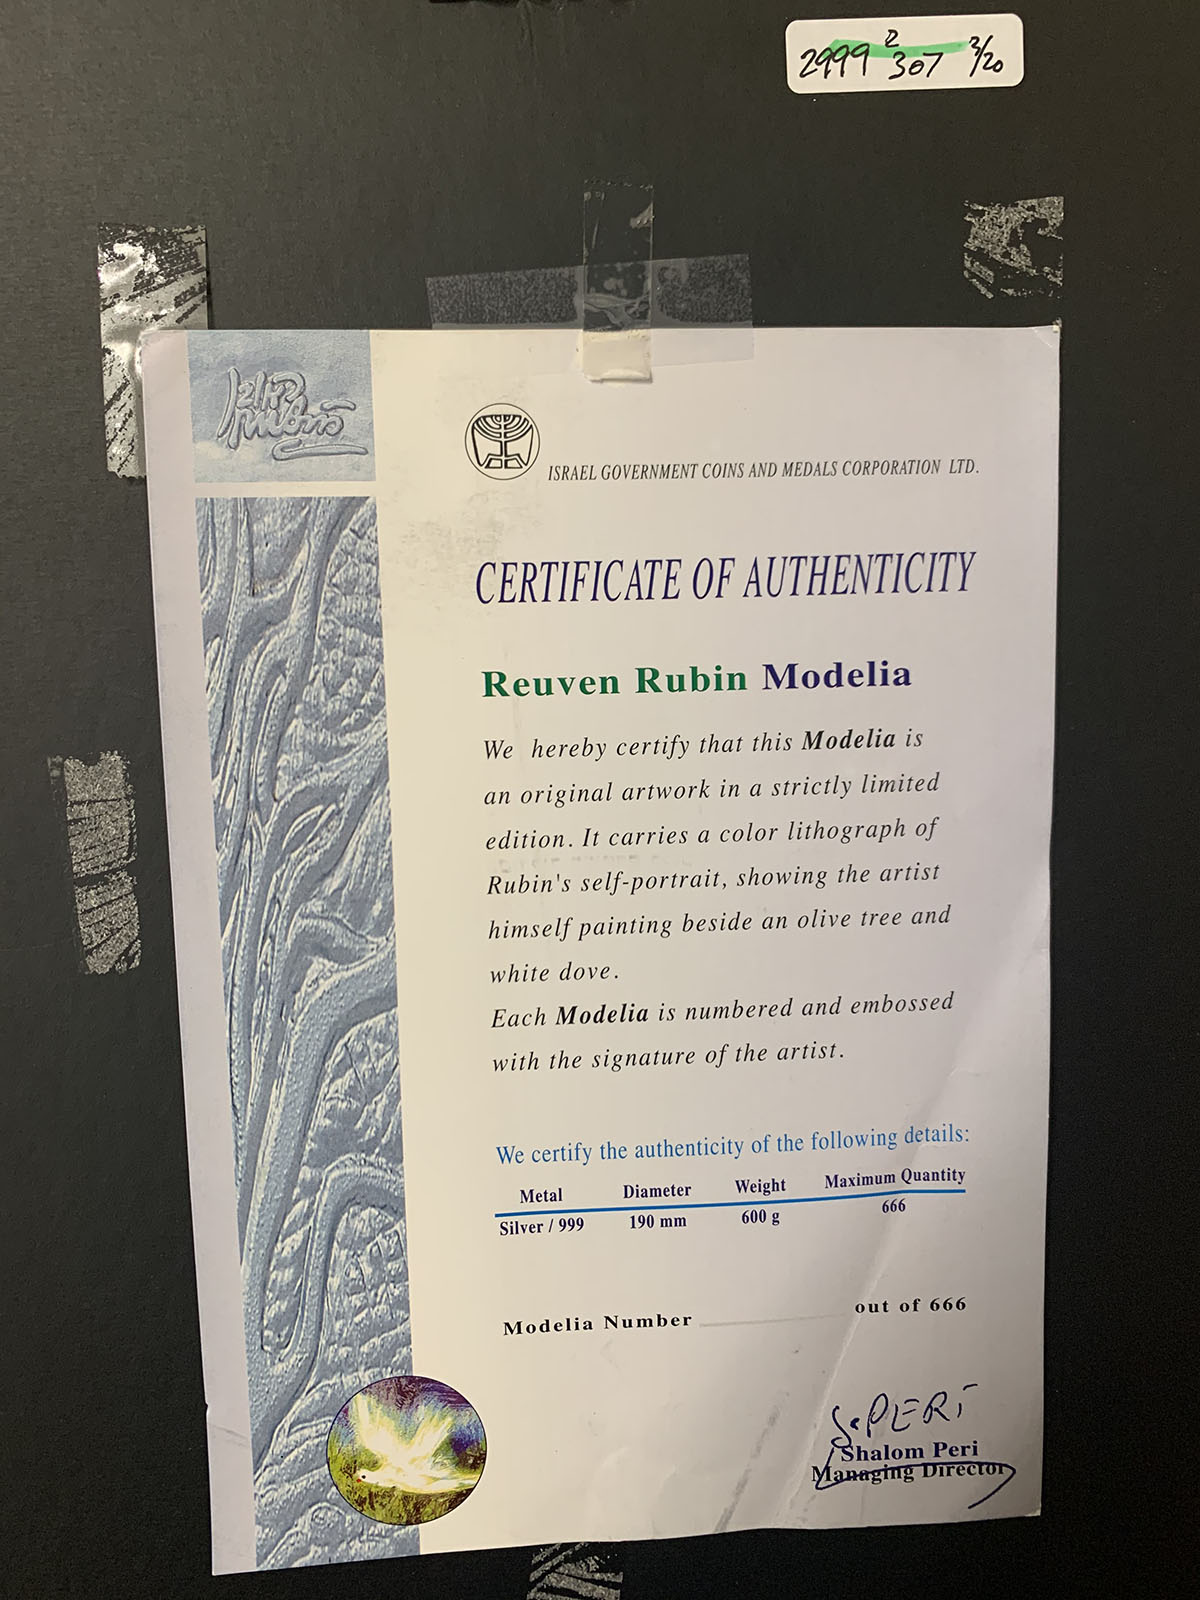 2999 2 307 3/20
ראובן
Rubin
ISRAEL GOVERNMENT COINS AND MEDALS CORPORATION LTD.
CERTIFICATE OF AUTHENTICITY
Reuven Rubin Modelia
We hereby certify that this Modelia is
an original artwork in a strictly limited
edition. It carries a color lithograph of
Rubin's self-portrait, showing the artist
himself painting beside an olive tree and
white dove.
Each Modelia is numbered and embossed
with the signature of the artist.
We certify the authenticity of the following details:
Metal Diameter Weight Maximum Quantity
Silver / 999 190 mm 600 g 666
Modelia Number out of 666
S. PERi
Shalom Peri
Managing Director